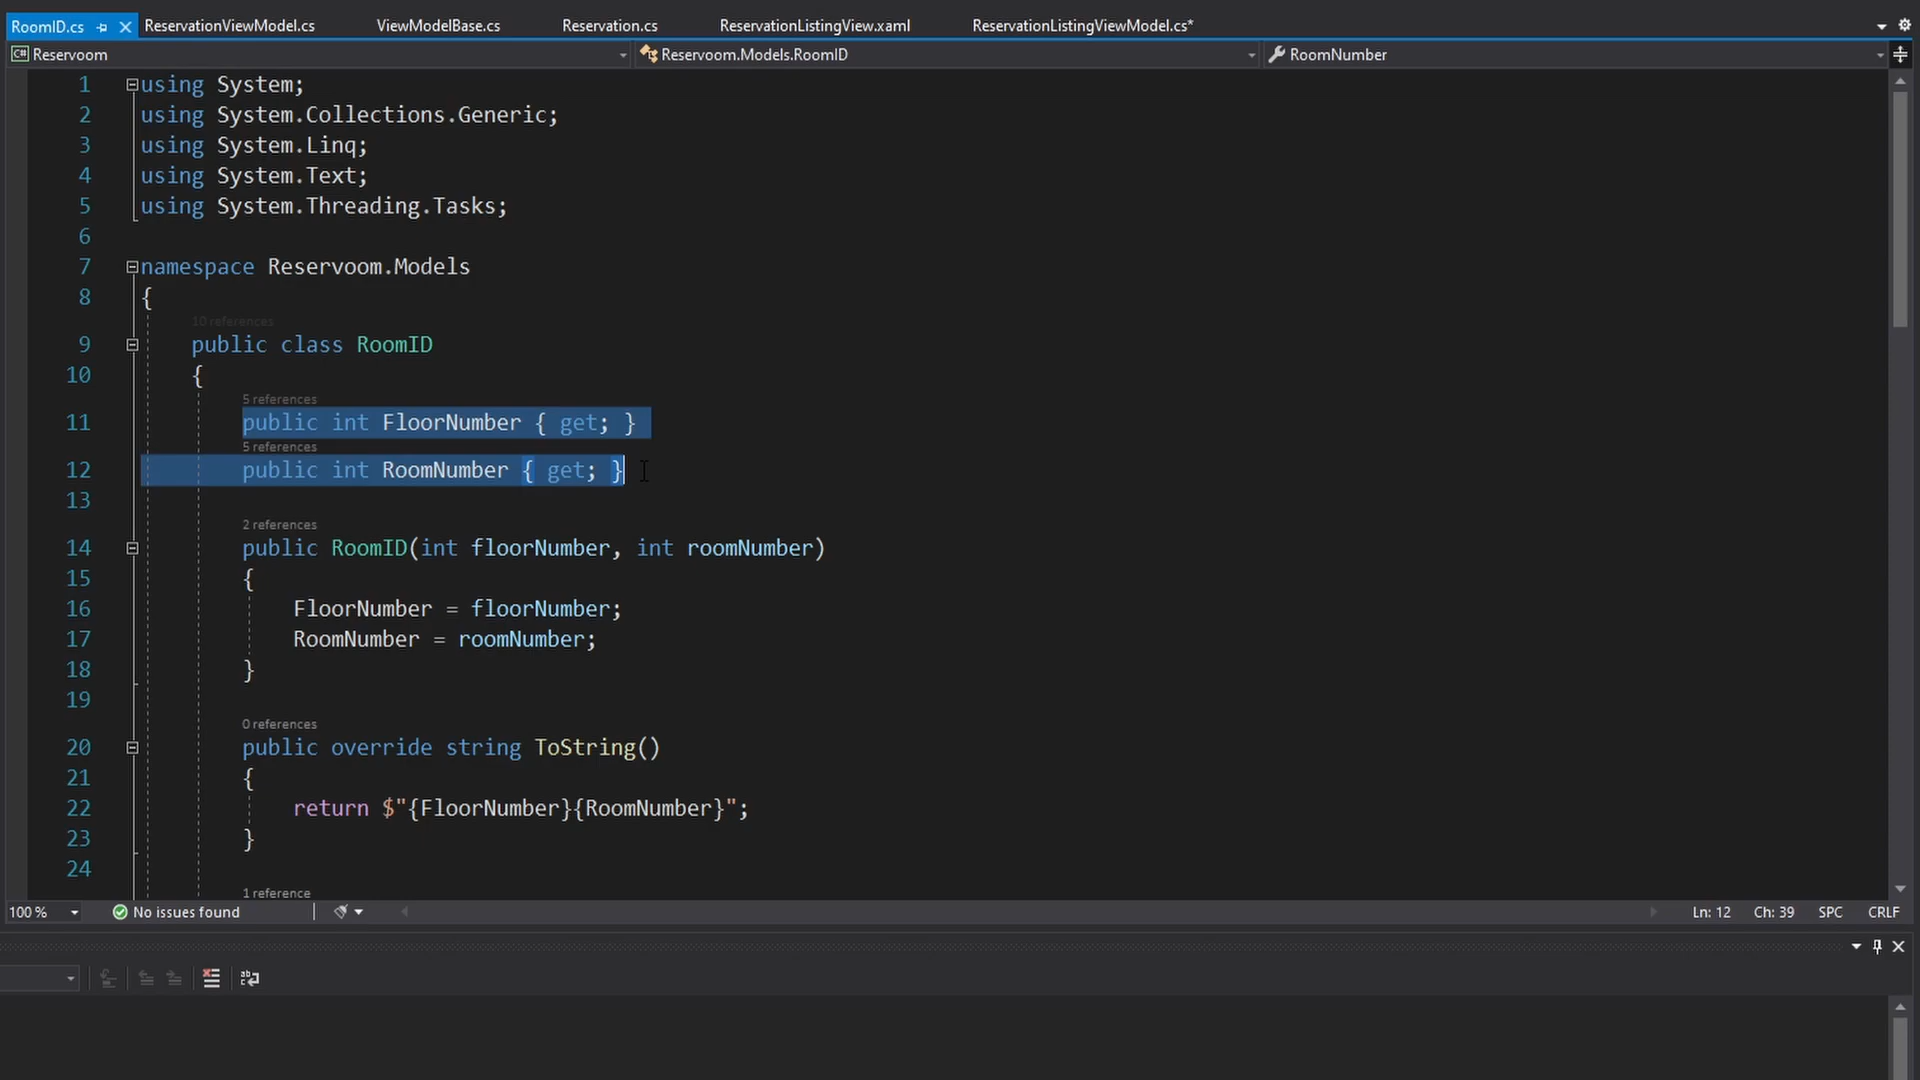 RoomID.cs ReservationViewModel.cs ViewModelBase.cs Reservation.cs ReservationListingView.xaml ReservationListingViewModel.cs*
C# Reservoom Reservoom.Models.RoomID RoomNumber
1 using System;
2 using System.Collections.Generic;
3 using System.Linq;
4 using System.Text;
5 using System.Threading.Tasks;
6
7 namespace Reservoom.Models
8 {
10 references
9 public class RoomID
10 {
5 references
11 public int FloorNumber { get; }
5 references
12 public int RoomNumber { get; }
13
2 references
14 public RoomID(int floorNumber, int roomNumber)
15 {
16 FloorNumber = floorNumber;
17 RoomNumber = roomNumber;
18 }
19
0 references
20 public override string ToString()
21 {
22 return $"{FloorNumber}{RoomNumber}";
23 }
24
1 reference
100 % No issues found Ln: 12 Ch: 39 SPC CRLF